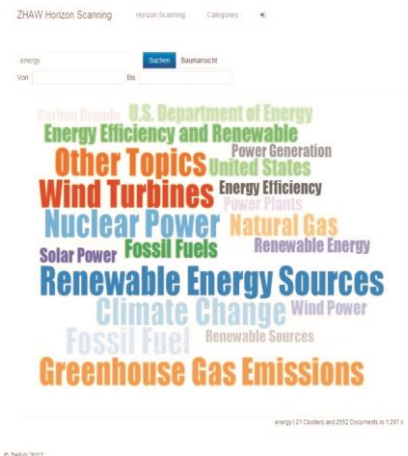 ZHAW Horizon Scanning Horizon Scanning Categories
energy Suchen Baumansicht
Von Bis
Carbon Dioxide U.S. Department of Energy
Energy Efficiency and Renewable
Other Topics Power Generation
United States
Wind Turbines Energy Efficiency
Power Plants
Nuclear Power Natural Gas
Solar Power Fossil Fuels Renewable Energy
Renewable Energy Sources
Climate Change Wind Power
Fossil Fuel Renewable Sources
Greenhouse Gas Emissions
energy | 21 Clusters and 2552 Documents in 1.297 s
© ZHAW 2012